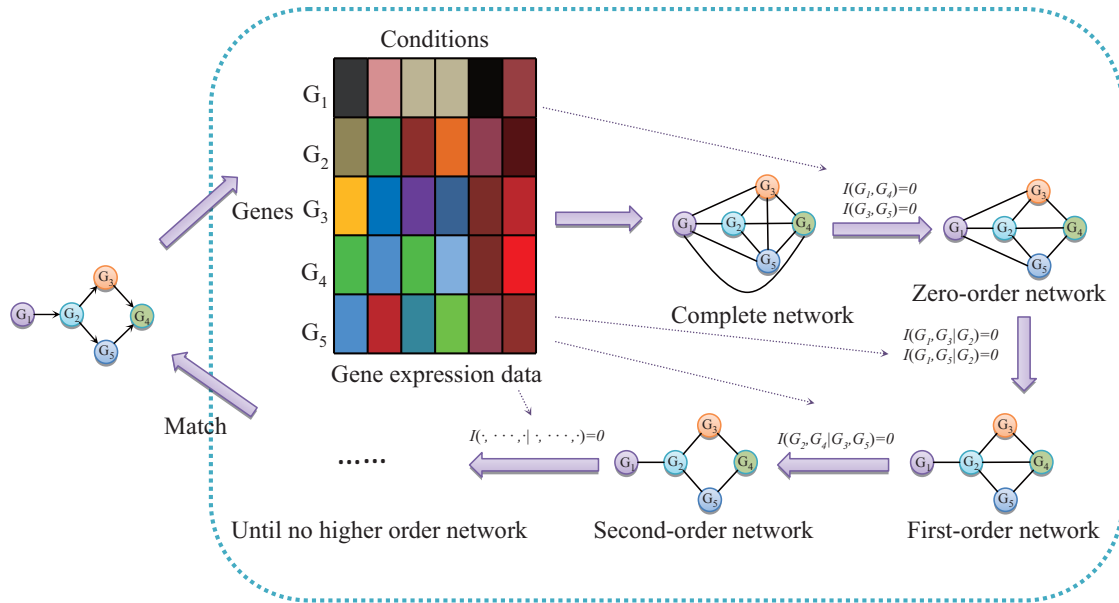 Conditions
G₁
G₂
G₃
G₄
G₅
Genes
Gene expression data
G₁ G₂ G₃ G₄ G₅
Match
G₁ G₂ G₃ G₄ G₅
Complete network
I(G₁,G₄)=0
I(G₃,G₅)=0
G₁ G₂ G₃ G₄ G₅
Zero-order network
I(G₁,G₃|G₂)=0
I(G₁,G₅|G₂)=0
G₁ G₂ G₃ G₄ G₅
First-order network
I(G₂,G₄|G₃,G₅)=0
G₁ G₂ G₃ G₄ G₅
Second-order network
I(·, · · · ,·| ·, · · · ,·)=0
······
Until no higher order network